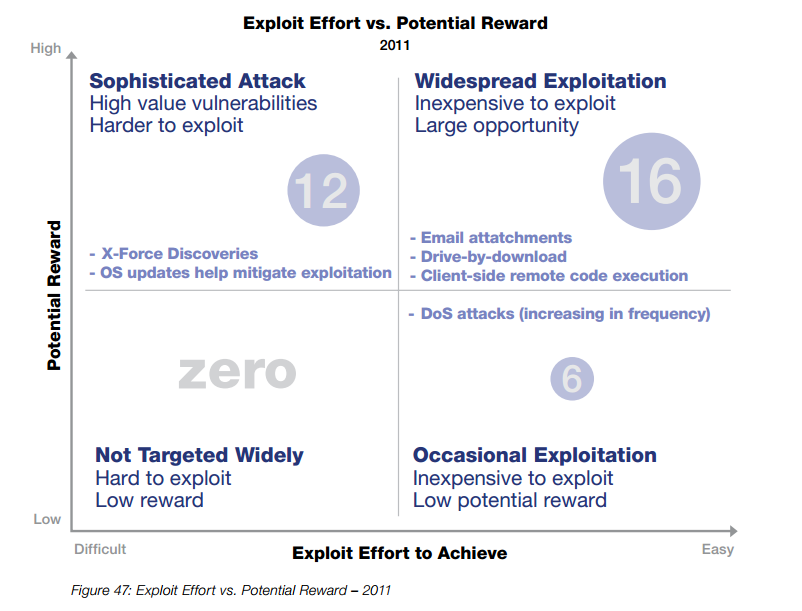 Exploit Effort vs. Potential Reward
2011
High
Sophisticated Attack
High value vulnerabilities
Harder to exploit
12
- X-Force Discoveries
- OS updates help mitigate exploitation
Widespread Exploitation
Inexpensive to exploit
Large opportunity
16
- Email attatchments
- Drive-by-download
- Client-side remote code execution
Potential Reward
zero
Not Targeted Widely
Hard to exploit
Low reward
- DoS attacks (increasing in frequency)
6
Occasional Exploitation
Inexpensive to exploit
Low potential reward
Low
Difficult
Exploit Effort to Achieve
Easy
Figure 47: Exploit Effort vs. Potential Reward – 2011